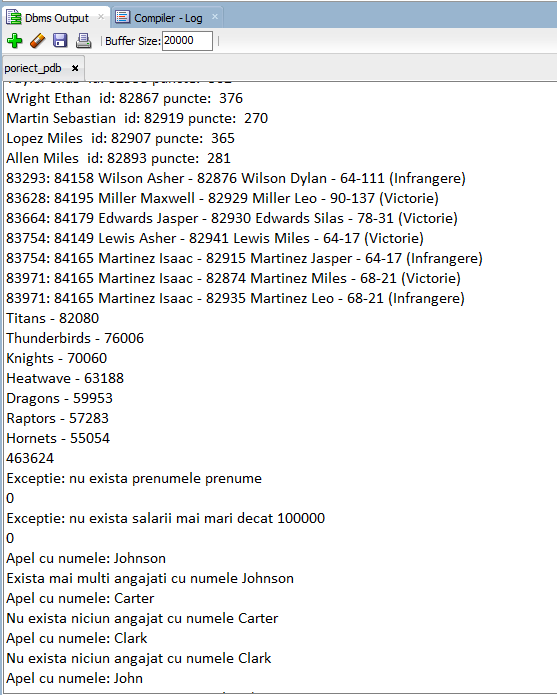 Dbms Output × Compiler - Log ×
Buffer Size: 20000
poriect_pdb ×
Wright Ethan id: 82867 puncte: 376
Martin Sebastian id: 82919 puncte: 270
Lopez Miles id: 82907 puncte: 365
Allen Miles id: 82893 puncte: 281
83293: 84158 Wilson Asher - 82876 Wilson Dylan - 64-111 (Infrangere)
83628: 84195 Miller Maxwell - 82929 Miller Leo - 90-137 (Victorie)
83664: 84179 Edwards Jasper - 82930 Edwards Silas - 78-31 (Victorie)
83754: 84149 Lewis Asher - 82941 Lewis Miles - 64-17 (Victorie)
83754: 84165 Martinez Isaac - 82915 Martinez Jasper - 64-17 (Infrangere)
83971: 84165 Martinez Isaac - 82874 Martinez Miles - 68-21 (Victorie)
83971: 84165 Martinez Isaac - 82935 Martinez Leo - 68-21 (Infrangere)
Titans - 82080
Thunderbirds - 76006
Knights - 70060
Heatwave - 63188
Dragons - 59953
Raptors - 57283
Hornets - 55054
463624
Exceptie: nu exista prenumele prenume
0
Exceptie: nu exista salarii mai mari decat 100000
0
Apel cu numele: Johnson
Exista mai multi angajati cu numele Johnson
Apel cu numele: Carter
Nu exista niciun angajat cu numele Carter
Apel cu numele: Clark
Nu exista niciun angajat cu numele Clark
Apel cu numele: John